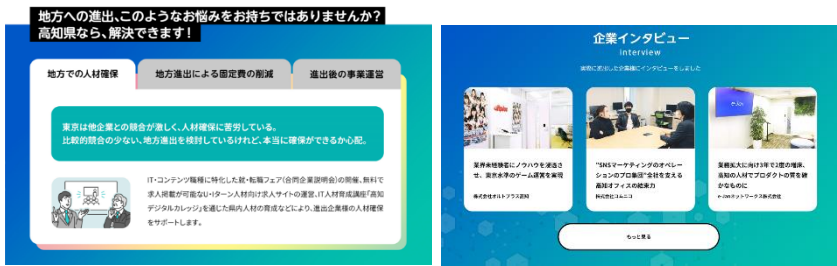 地方への進出、このようなお悩みをお持ちではありませんか？
高知県なら、解決できます！
地方での人材確保
地方進出による固定費の削減
進出後の事業運営
東京は他企業との競合が激しく、人材確保に苦労している。
比較的競合の少ない、地方進出を検討しているけれど、本当に確保ができるか心配。
IT・コンテンツ職種に特化した就・転職フェア(合同企業説明会)の開催、無料で
求人掲載が可能なU・Iターン人材向け求人サイトの運営、IT人材育成講座「高知
デジタルカレッジ」を通じた県内人材の育成などにより、進出企業様の人材確保
をサポートします。
企業インタビュー
interview
実際に進出した企業様にインタビューをしました
業界未経験者にノウハウを浸透さ
せ、東京水準のゲーム運営を実現
株式会社オルトプラス高知
"SNSマーケティングのオペレー
ションのプロ集団"全社を支える
高知オフィスの結束力
株式会社コムニコ
業務拡大に向け3年で2度の増床、
高知の人材でプロダクトの質を確
かなものに
e-Janネットワークス株式会社
もっと見る